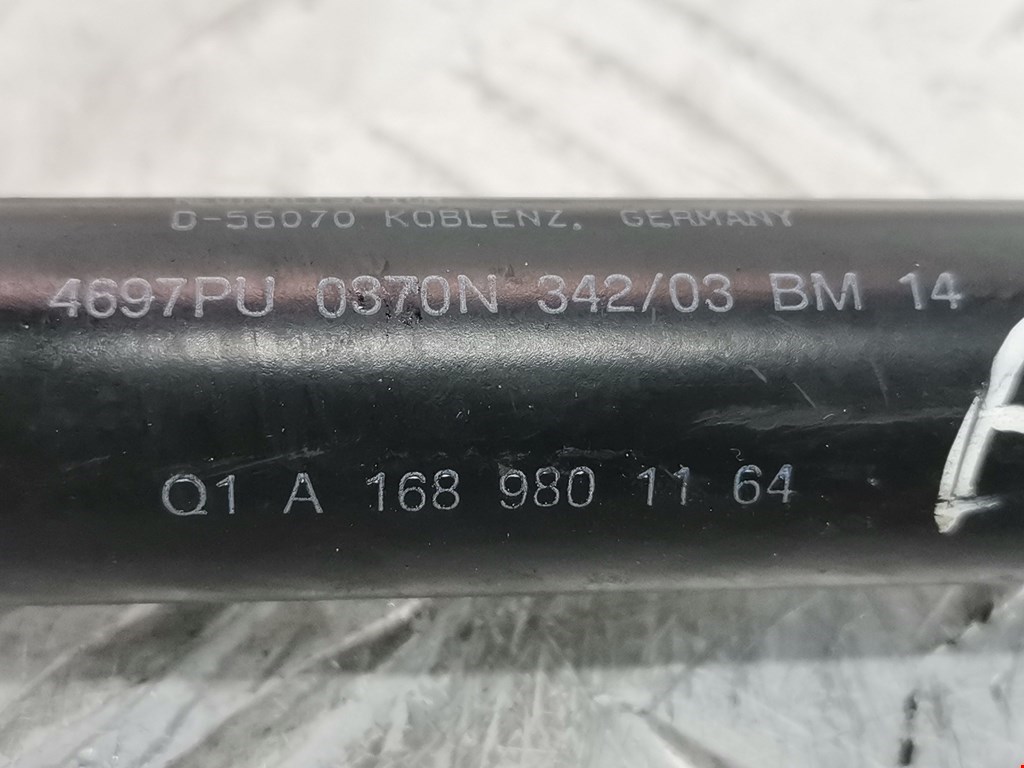 D-56070 KOBLENZ, GERMANY
4697PU 0370N 342/03 BM 14
Q1 A 168 980 11 64